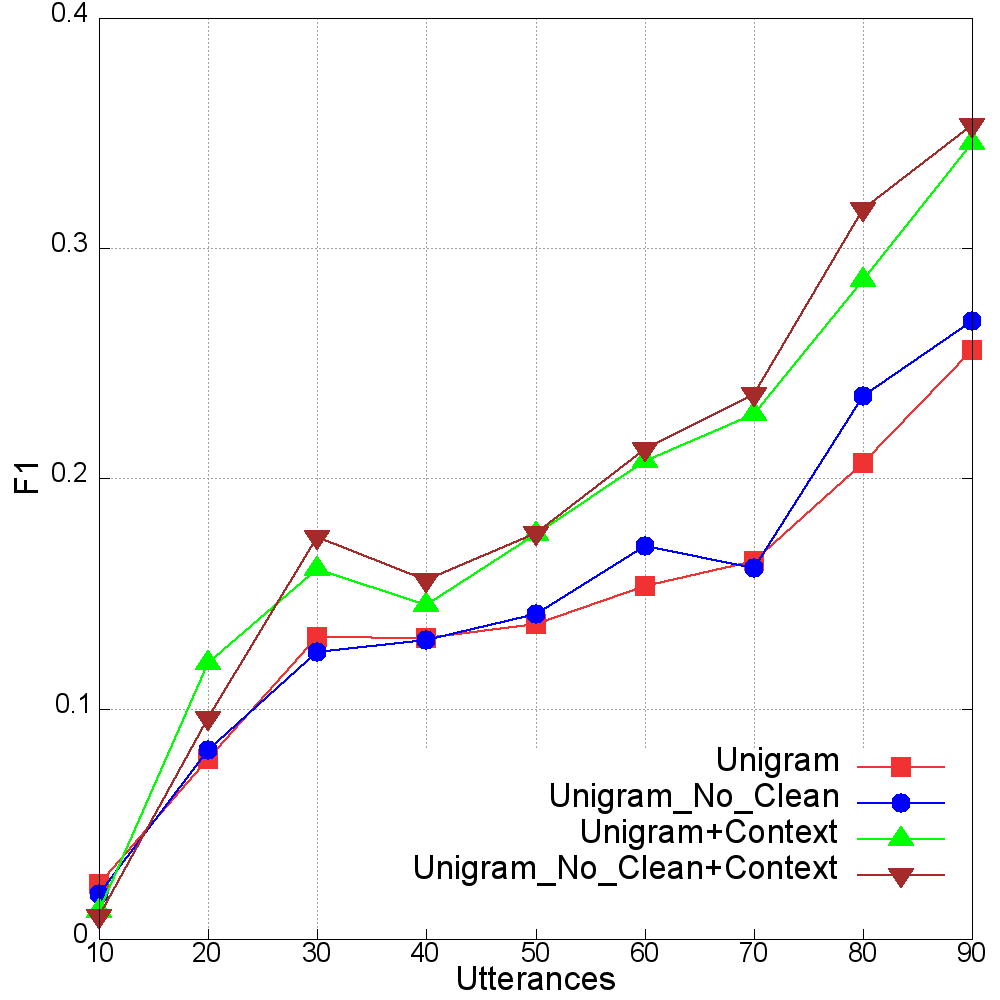 0.4
0.3
0.2
0.1
0
F1
Unigram
Unigram_No_Clean
Unigram+Context
Unigram_No_Clean+Context
10 20 30 40 50 60 70 80 90
Utterances